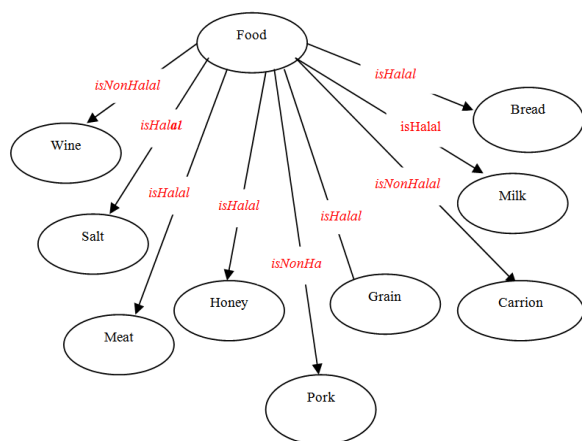 Food
isHalal
isNonHalal
Bread
isHalal
isHalal
Wine
isNonHalal
isHalal
isHalal
isHalal
Milk
Salt
isNonHa
Honey
Grain
Carrion
Meat
Pork